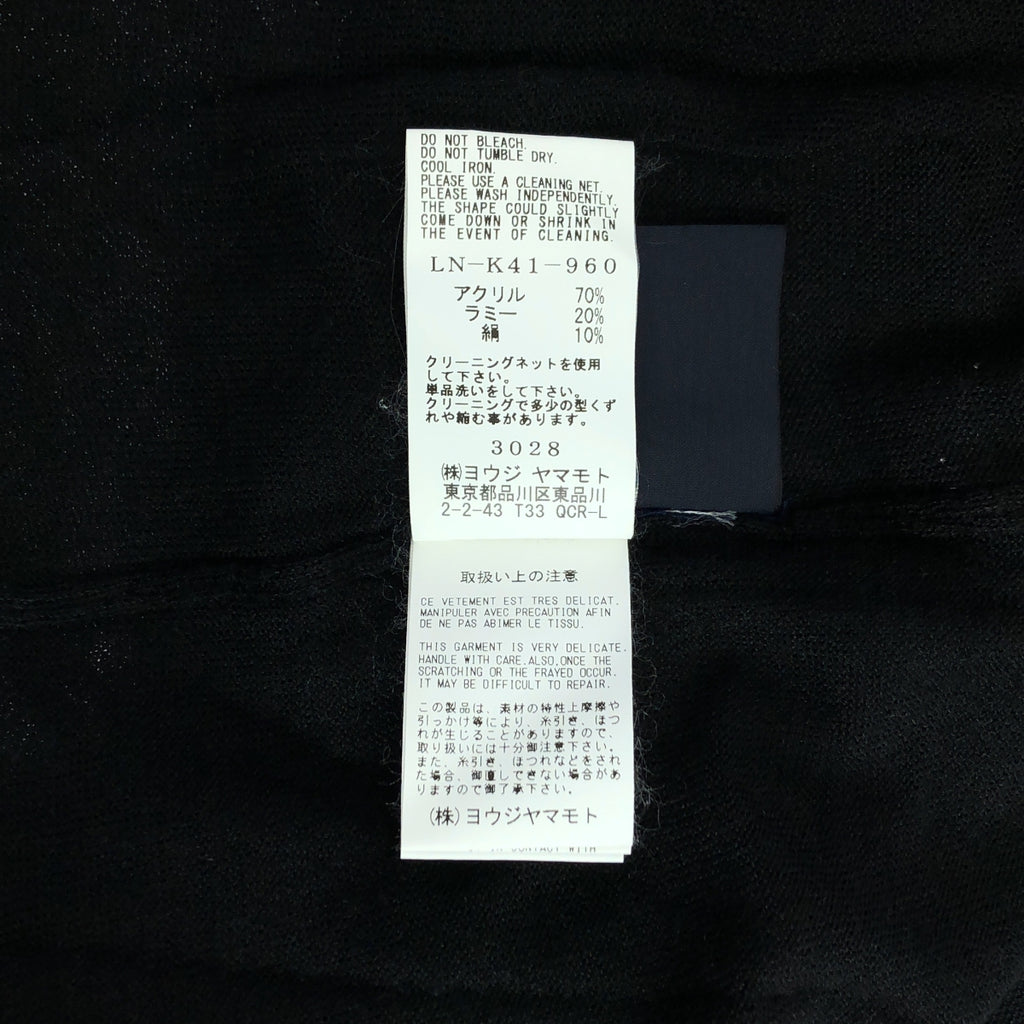 DO NOT BLEACH.
DO NOT TUMBLE DRY.
COOL IRON.
PLEASE USE A CLEANING NET.
PLEASE WASH INDEPENDENTLY.
THE SHAPE COULD SLIGHTLY
COME DOWN OR SHRINK IN
THE EVENT OF CLEANING.
LN-K41-960
アクリル 70%
ラミー 20%
絹 10%
クリーニングネットを使用
して下さい。
単品洗いをして下さい。
クリーニングで多少の型くず
れや縮む事があります。
3028
㈱ヨウジ ヤマモト
東京都品川区東品川
2-2-43 T33 QCR-L
取扱い上の注意
CE VETEMENT EST TRES DELICAT.
MANIPULER AVEC PRECAUTION AFIN
DE NE PAS ABIMER LE TISSU.
THIS GARMENT IS VERY DELICATE.
HANDLE WITH CARE.ALSO,ONCE THE
SCRATCHING OR THE FRAYED OCCUR.
IT MAY BE DIFFICULT TO REPAIR.
この製品は、素材の特性上摩擦や
引っかけ等により、糸引き、ほつ
れが生じることがありますので、
取り扱いには十分御注意下さい。
また、糸引き、ほつれなどをされ
た場合、御直しできない場合があ
りますので御了承下さい。
(株)ヨウジヤマモト
CONTACT WITH